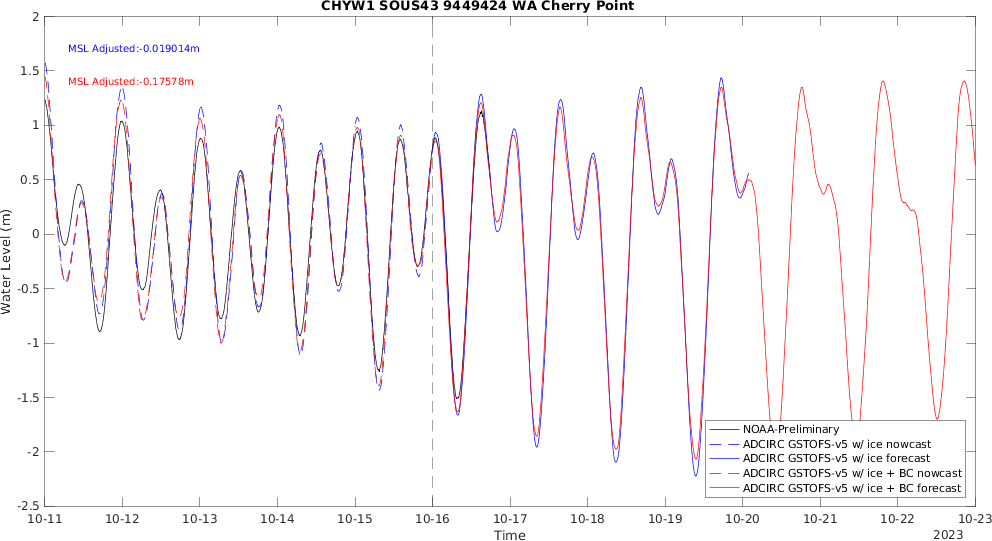 CHYW1 SOUS43 9449424 WA Cherry Point
MSL Adjusted:-0.019014m
MSL Adjusted:-0.17578m
Water Level (m)
2
1.5
1
0.5
0
-0.5
-1
-1.5
-2
-2.5
NOAA-Preliminary
ADCIRC GSTOFS-v5 w/ ice nowcast
ADCIRC GSTOFS-v5 w/ ice forecast
ADCIRC GSTOFS-v5 w/ ice + BC nowcast
ADCIRC GSTOFS-v5 w/ ice + BC forecast
10-11 10-12 10-13 10-14 10-15 10-16 10-17 10-18 10-19 10-20 10-21 10-22 10-23
Time
2023